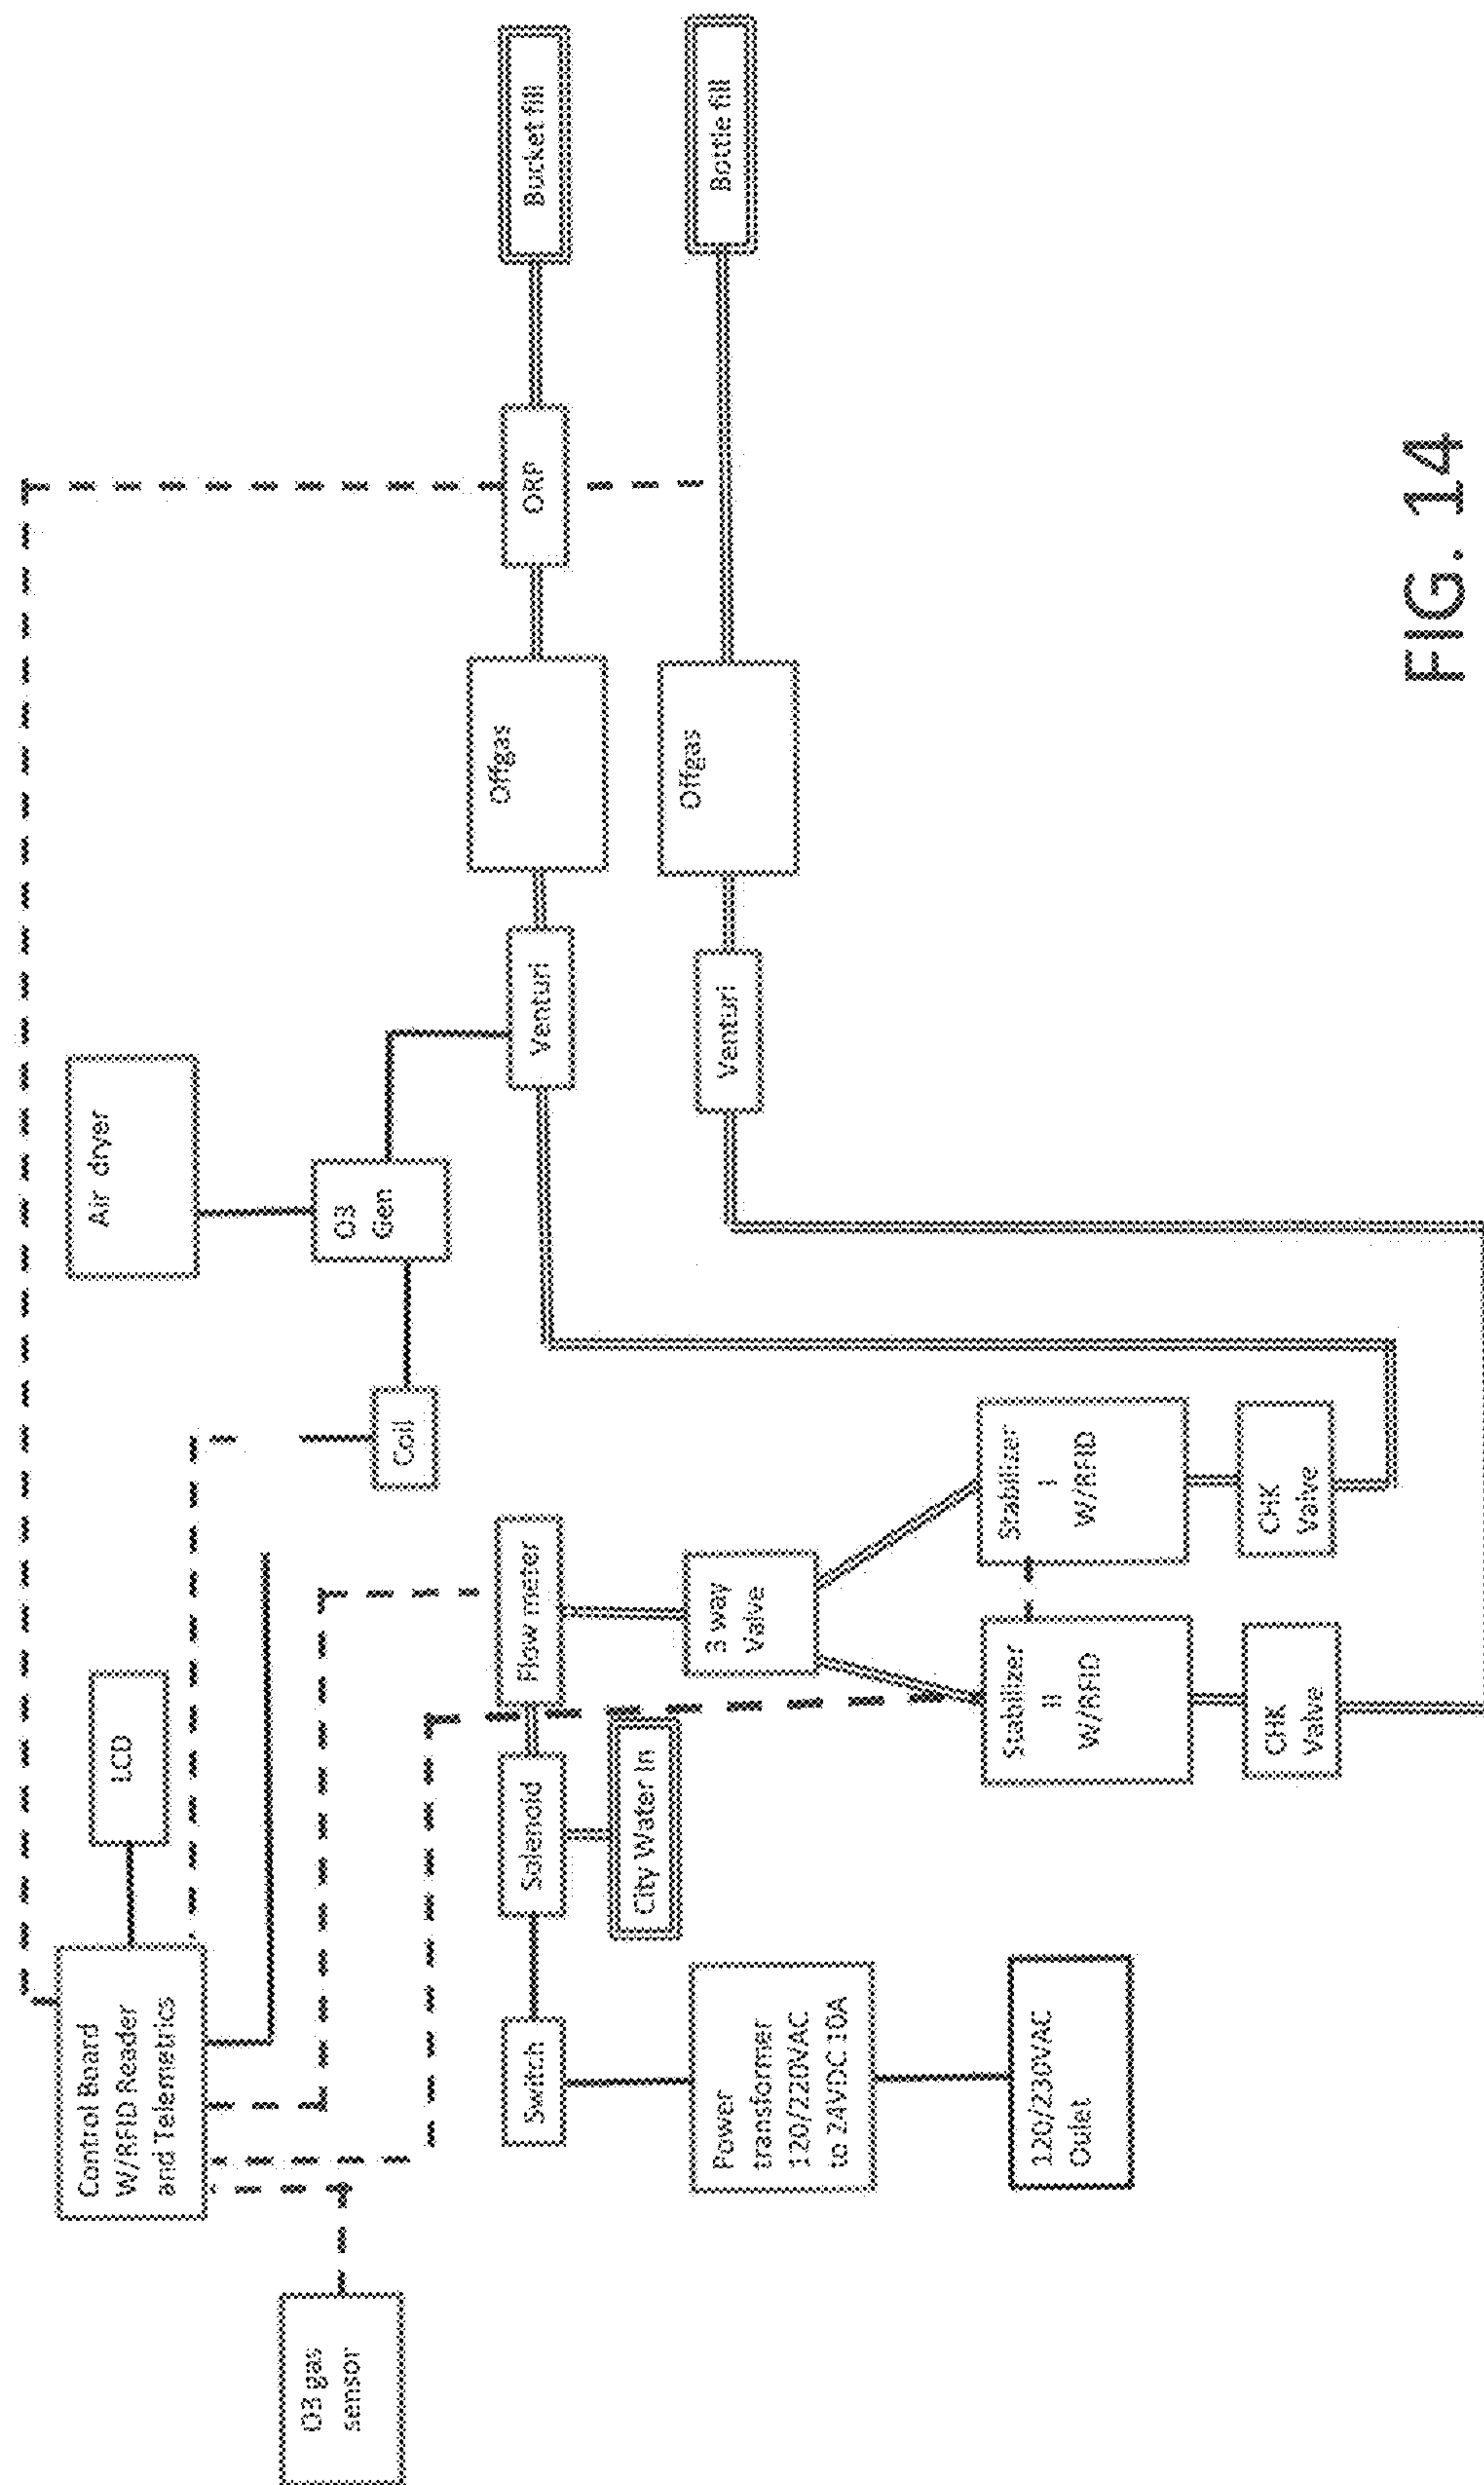 O3 gas
sensor
Control Board
W/RFID Reader
and Telemetrics
LCD
Air dryer
Coil
O3
Gen
Switch
Solenoid
Flow meter
City Water In
Venturi
Offgas
ORP
Bucket fill
Venturi
Offgas
Bottle fill
Power
transformer
120/220VAC
to 24VDC 10A
3 way
Valve
120/230VAC
Oulet
Stabilizer
II
W/RFID
Stabilizer
I
W/RFID
CHK
Valve
CHK
Valve
FIG. 14